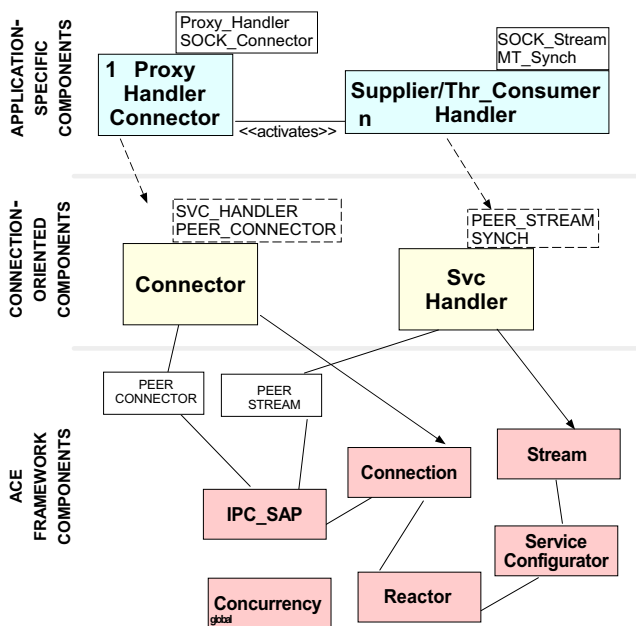 APPLICATION-
SPECIFIC
COMPONENTS
Proxy_Handler
SOCK_Connector
1 Proxy
Handler
Connector
<<activates>>
SOCK_Stream
MT_Synch
Supplier/Thr_Consumer
n Handler
CONNECTION-
ORIENTED
COMPONENTS
SVC_HANDLER
PEER_CONNECTOR
Connector
PEER_STREAM
SYNCH
Svc
Handler
ACE
FRAMEWORK
COMPONENTS
PEER
CONNECTOR
PEER
STREAM
Connection
Stream
IPC_SAP
Service
Configurator
Concurrency
global
Reactor